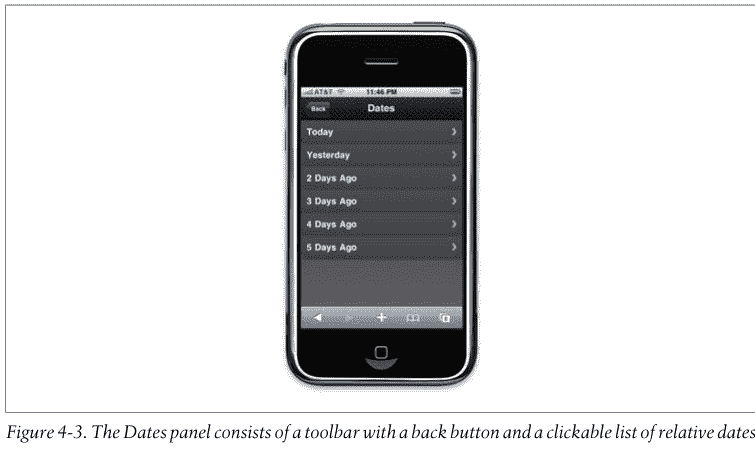 AT&T 11:46 PM
Back Dates
Today
Yesterday
2 Days Ago
3 Days Ago
4 Days Ago
5 Days Ago
Figure 4-3. The Dates panel consists of a toolbar with a back button and a clickable list of relative dates